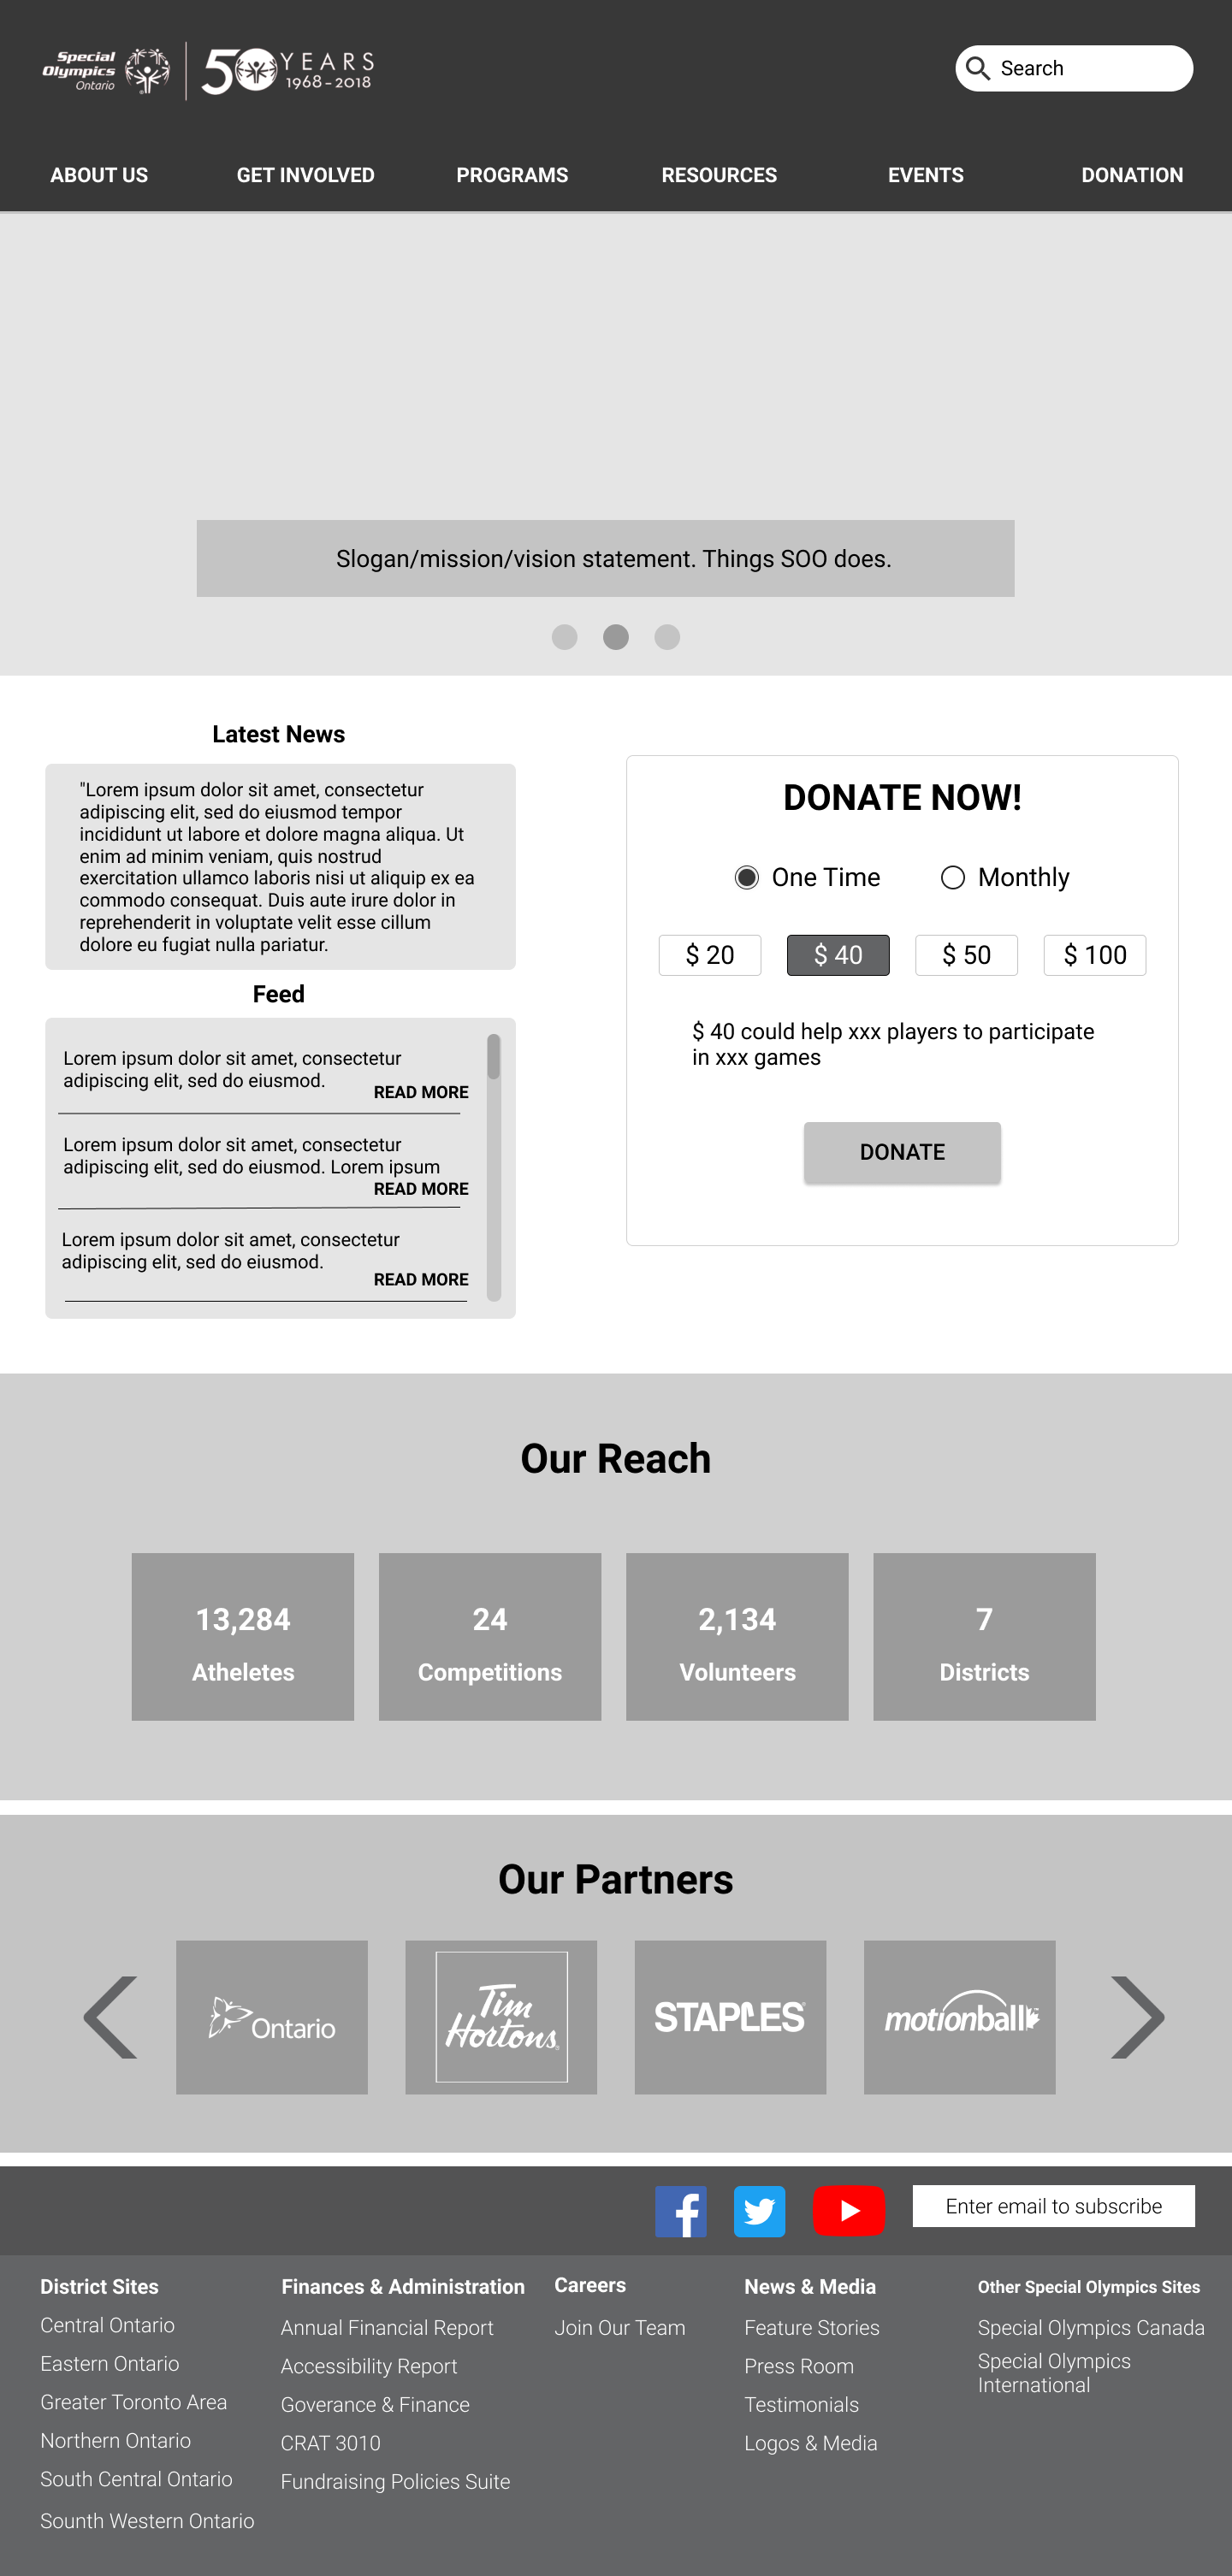 Special
Olympics
Ontario
50 YEARS
1968-2018
Search
ABOUT US
GET INVOLVED
PROGRAMS
RESOURCES
EVENTS
DONATION
Slogan/mission/vision statement. Things SOO does.
Latest News
"Lorem ipsum dolor sit amet, consectetur
adipiscing elit, sed do eiusmod tempor
incididunt ut labore et dolore magna aliqua. Ut
enim ad minim veniam, quis nostrud
exercitation ullamco laboris nisi ut aliquip ex ea
commodo consequat. Duis aute irure dolor in
reprehenderit in voluptate velit esse cillum
dolore eu fugiat nulla pariatur.
Feed
Lorem ipsum dolor sit amet, consectetur
adipiscing elit, sed do eiusmod.
READ MORE
Lorem ipsum dolor sit amet, consectetur
adipiscing elit, sed do eiusmod. Lorem ipsum
READ MORE
Lorem ipsum dolor sit amet, consectetur
adipiscing elit, sed do eiusmod.
READ MORE
DONATE NOW!
One Time
Monthly
$ 20
$ 40
$ 50
$ 100
$ 40 could help xxx players to participate
in xxx games
DONATE
Our Reach
13,284
Atheletes
24
Competitions
2,134
Volunteers
7
Districts
Our Partners
Ontario
Tim
Hortons
STAPLES
motionball
Enter email to subscribe
District Sites
Central Ontario
Eastern Ontario
Greater Toronto Area
Northern Ontario
South Central Ontario
Sounth Western Ontario
Finances & Administration
Annual Financial Report
Accessibility Report
Goverance & Finance
CRAT 3010
Fundraising Policies Suite
Careers
Join Our Team
News & Media
Feature Stories
Press Room
Testimonials
Logos & Media
Other Special Olympics Sites
Special Olympics Canada
Special Olympics
International